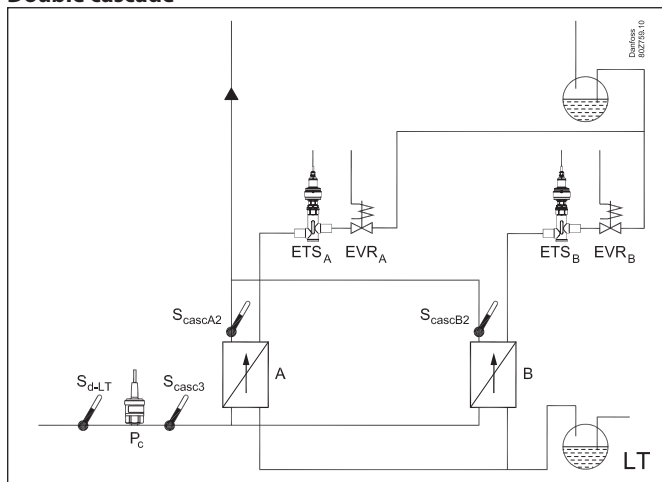 Double cascade
Danfoss
80Z759.10
ETSA EVRA ETSB EVRB
ScascA2 ScascB2
A B
Sd-LT Scasc3
Pc
LT